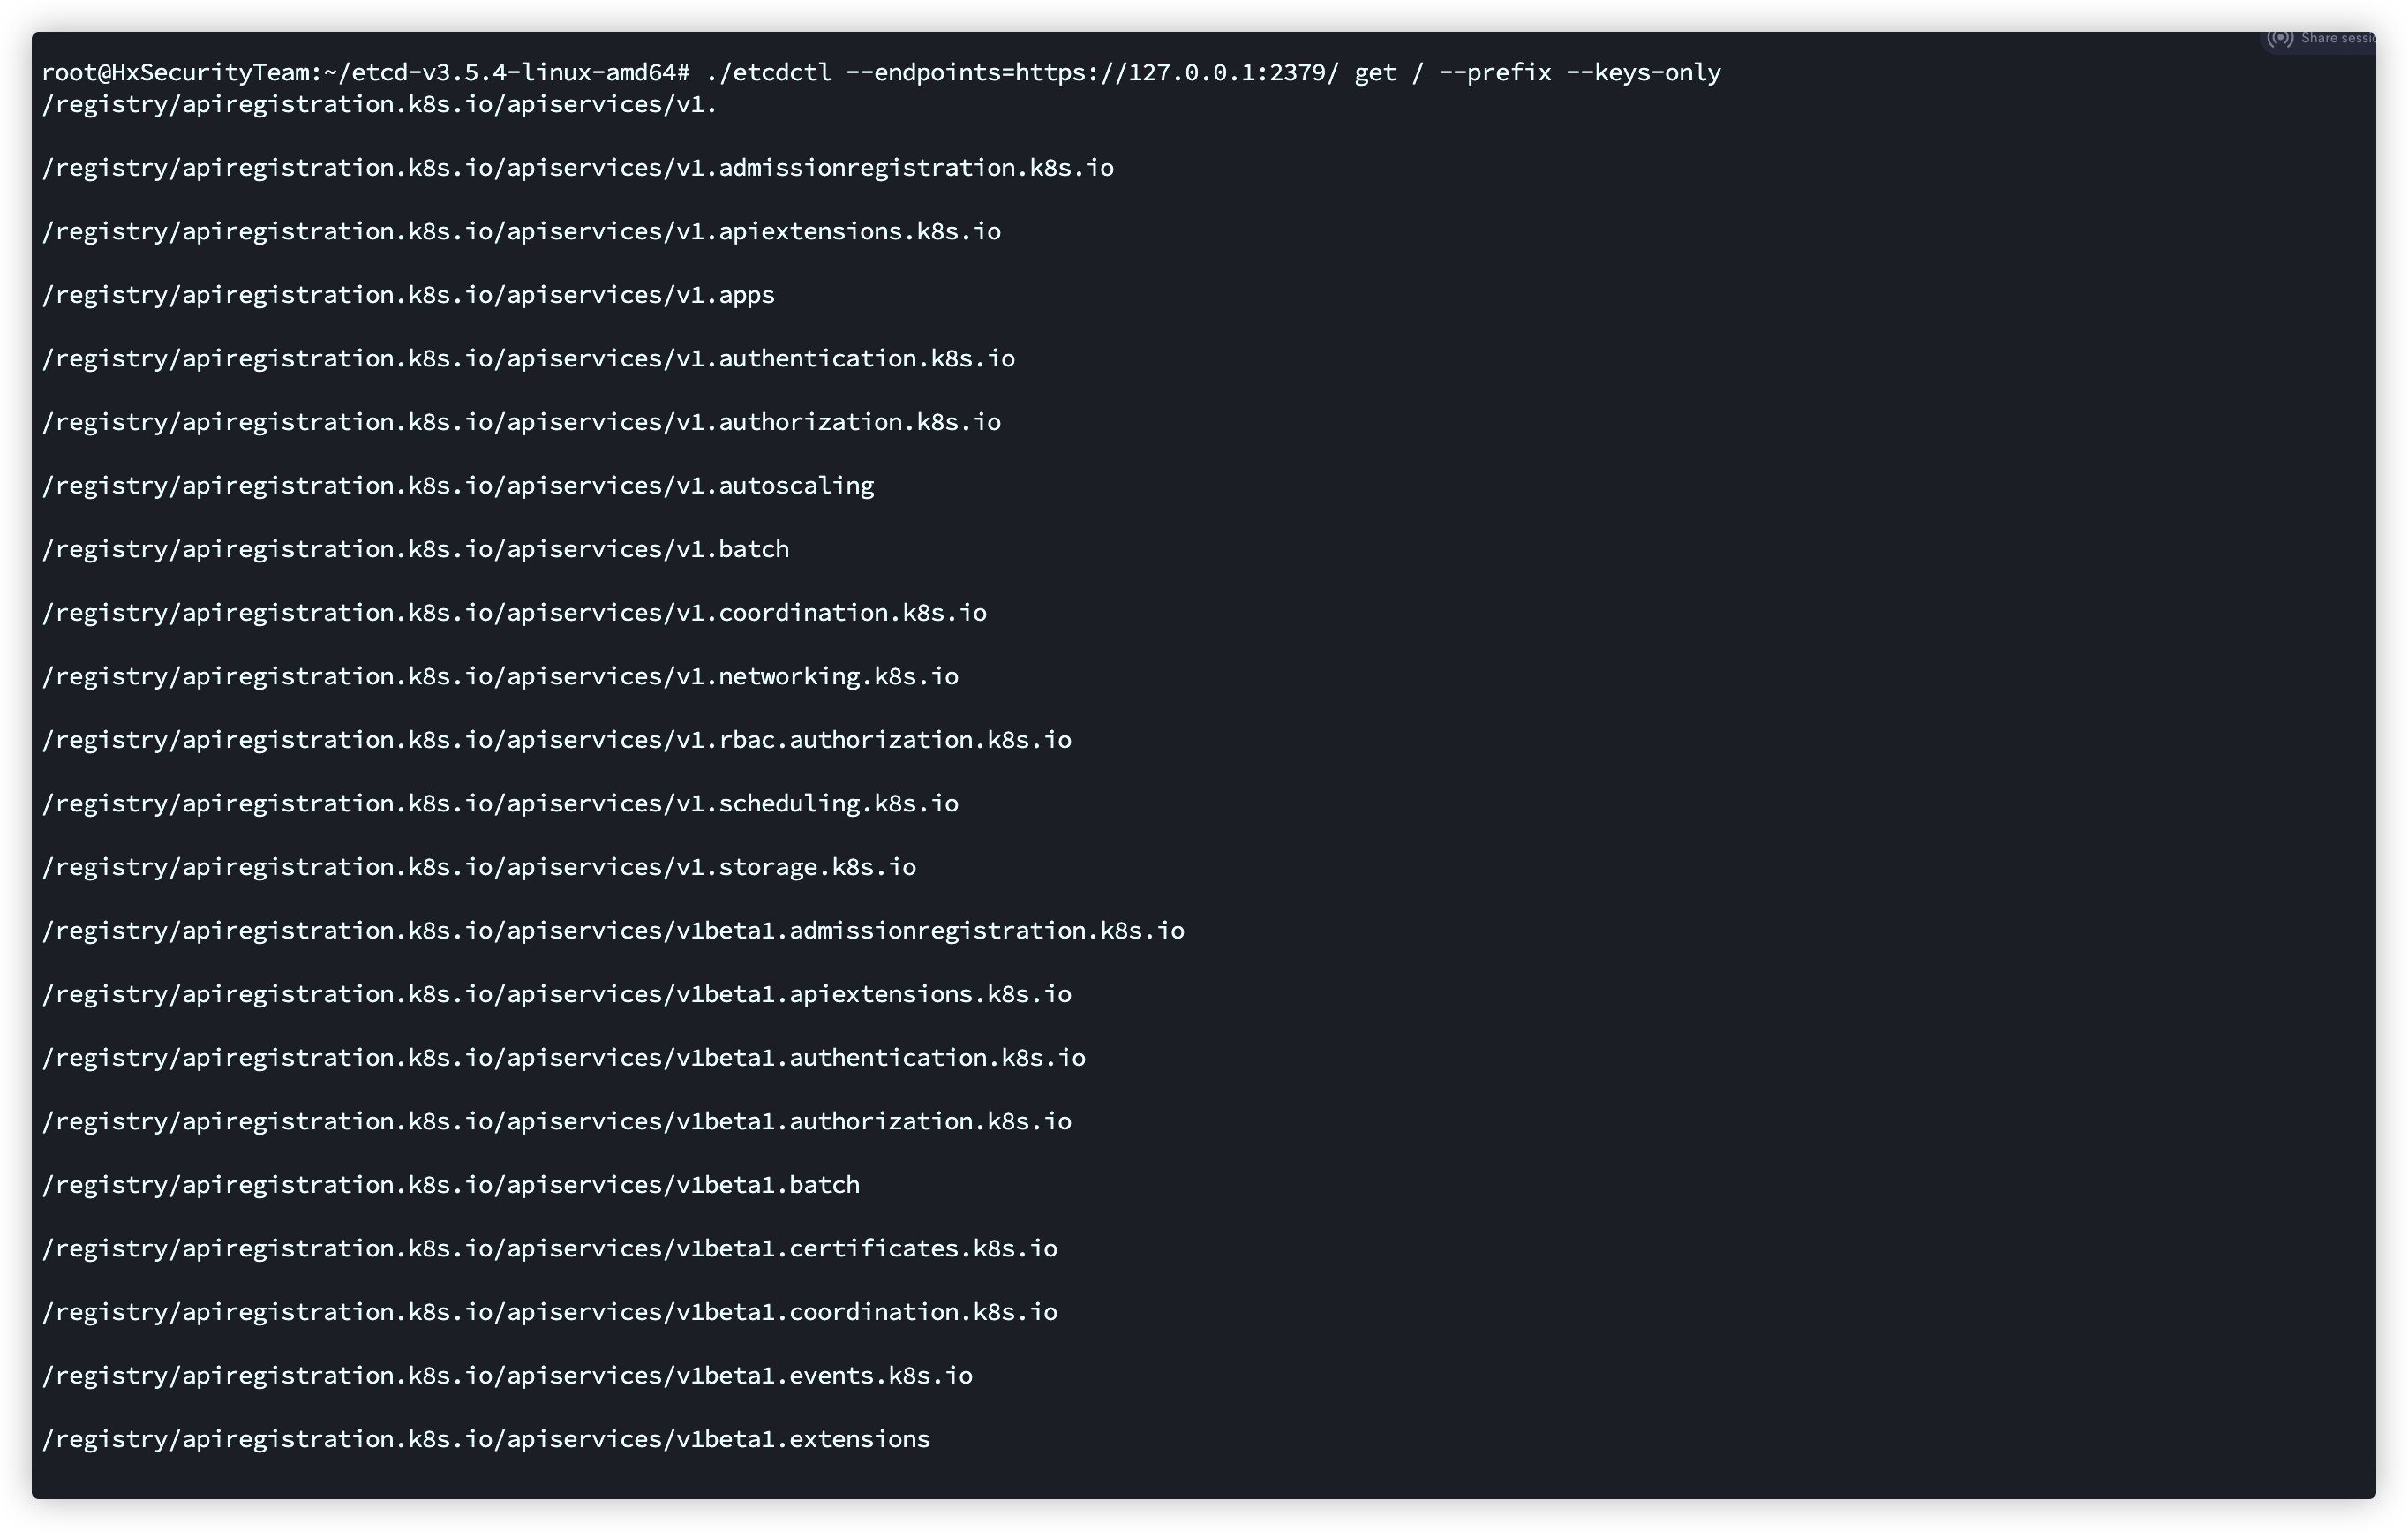 Share sessi
root@HxSecurityTeam:~/etcd-v3.5.4-linux-amd64# ./etcdctl --endpoints=https://127.0.0.1:2379/ get / --prefix --keys-only
/registry/apiregistration.k8s.io/apiservices/v1.
/registry/apiregistration.k8s.io/apiservices/v1.admissionregistration.k8s.io
/registry/apiregistration.k8s.io/apiservices/v1.apiextensions.k8s.io
/registry/apiregistration.k8s.io/apiservices/v1.apps
/registry/apiregistration.k8s.io/apiservices/v1.authentication.k8s.io
/registry/apiregistration.k8s.io/apiservices/v1.authorization.k8s.io
/registry/apiregistration.k8s.io/apiservices/v1.autoscaling
/registry/apiregistration.k8s.io/apiservices/v1.batch
/registry/apiregistration.k8s.io/apiservices/v1.coordination.k8s.io
/registry/apiregistration.k8s.io/apiservices/v1.networking.k8s.io
/registry/apiregistration.k8s.io/apiservices/v1.rbac.authorization.k8s.io
/registry/apiregistration.k8s.io/apiservices/v1.scheduling.k8s.io
/registry/apiregistration.k8s.io/apiservices/v1.storage.k8s.io
/registry/apiregistration.k8s.io/apiservices/v1beta1.admissionregistration.k8s.io
/registry/apiregistration.k8s.io/apiservices/v1beta1.apiextensions.k8s.io
/registry/apiregistration.k8s.io/apiservices/v1beta1.authentication.k8s.io
/registry/apiregistration.k8s.io/apiservices/v1beta1.authorization.k8s.io
/registry/apiregistration.k8s.io/apiservices/v1beta1.batch
/registry/apiregistration.k8s.io/apiservices/v1beta1.certificates.k8s.io
/registry/apiregistration.k8s.io/apiservices/v1beta1.coordination.k8s.io
/registry/apiregistration.k8s.io/apiservices/v1beta1.events.k8s.io
/registry/apiregistration.k8s.io/apiservices/v1beta1.extensions